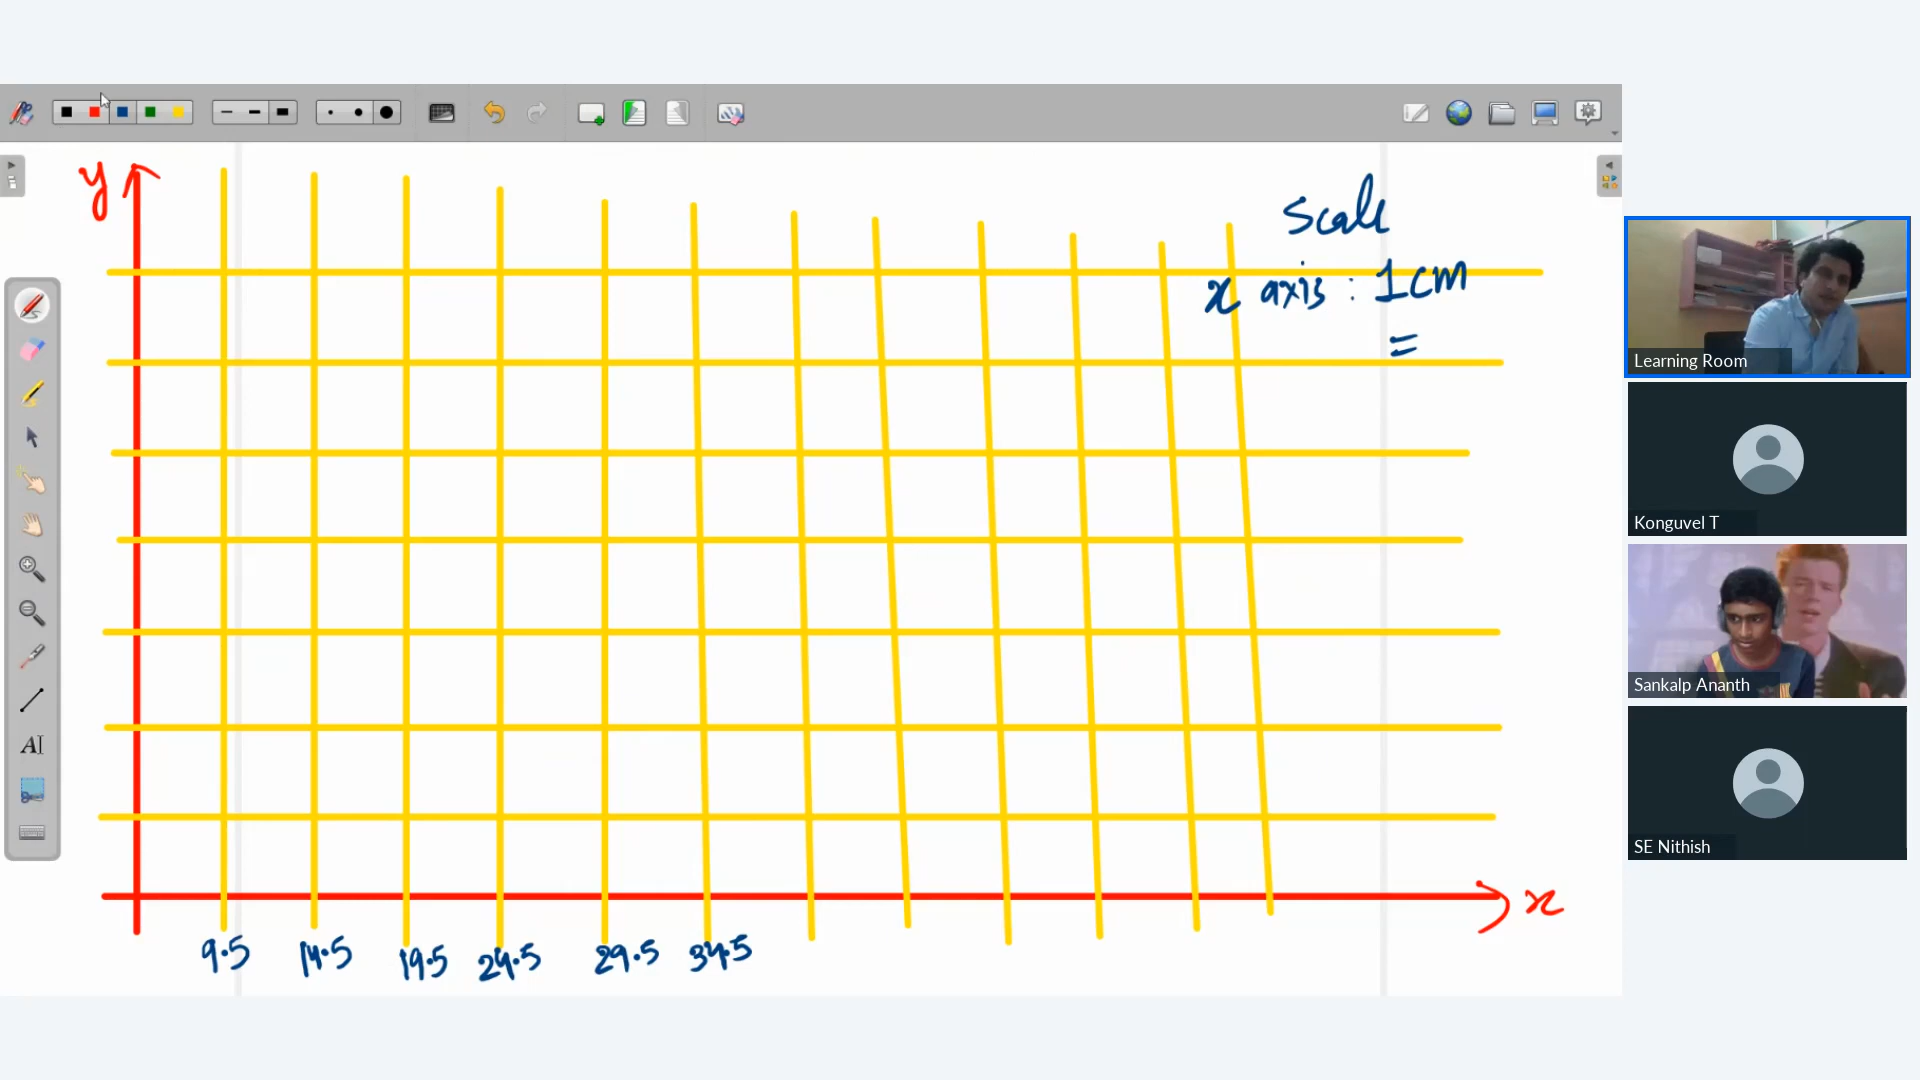 y
Scale
x axis : 1cm
=
x
9.5 14.5 19.5 24.5 29.5 34.5
AI
Learning Room
Konguvel T
Sankalp Ananth
SE Nithish